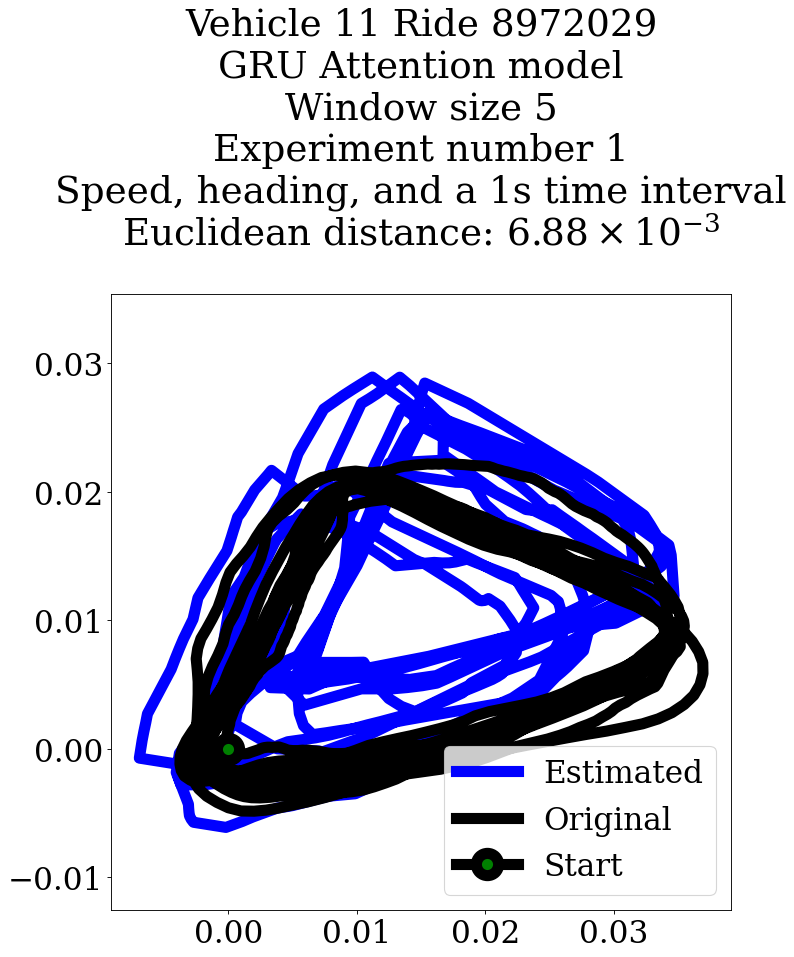 Vehicle 11 Ride 8972029
GRU Attention model
Window size 5
Experiment number 1
Speed, heading, and a 1s time interval
Euclidean distance: 6.88 × 10⁻³
0.03
0.02
0.01
0.00
−0.01
Estimated
Original
Start
0.00 0.01 0.02 0.03